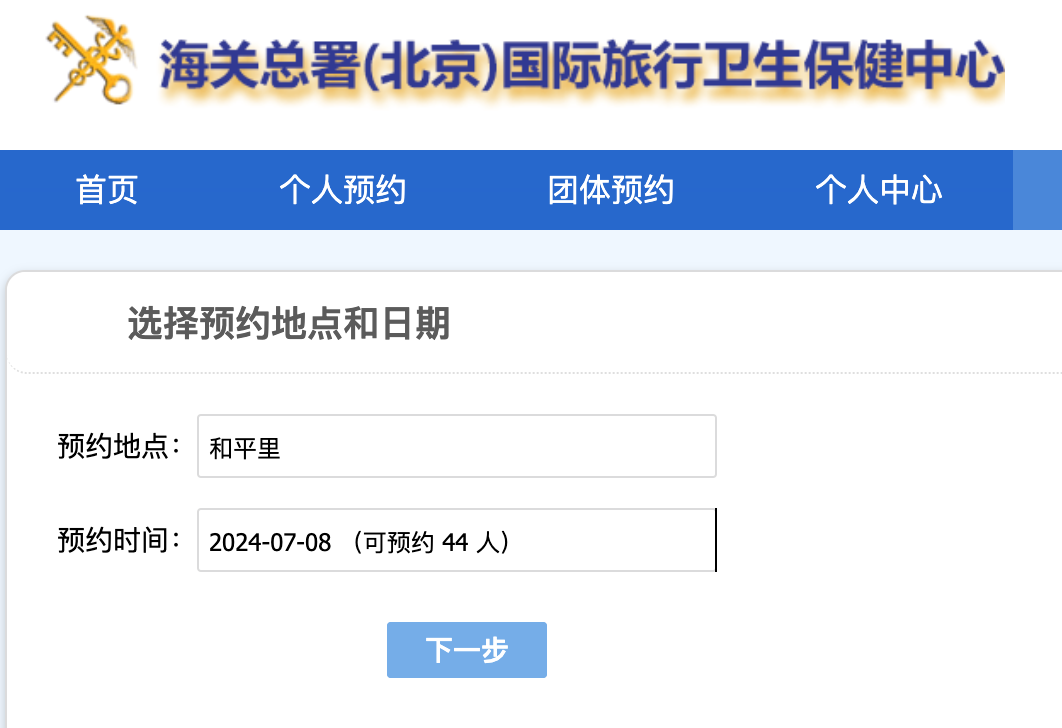 海关总署(北京)国际旅行卫生保健中心
首页 个人预约 团体预约 个人中心
选择预约地点和日期
预约地点： 和平里
预约时间： 2024-07-08 （可预约 44 人）
下一步